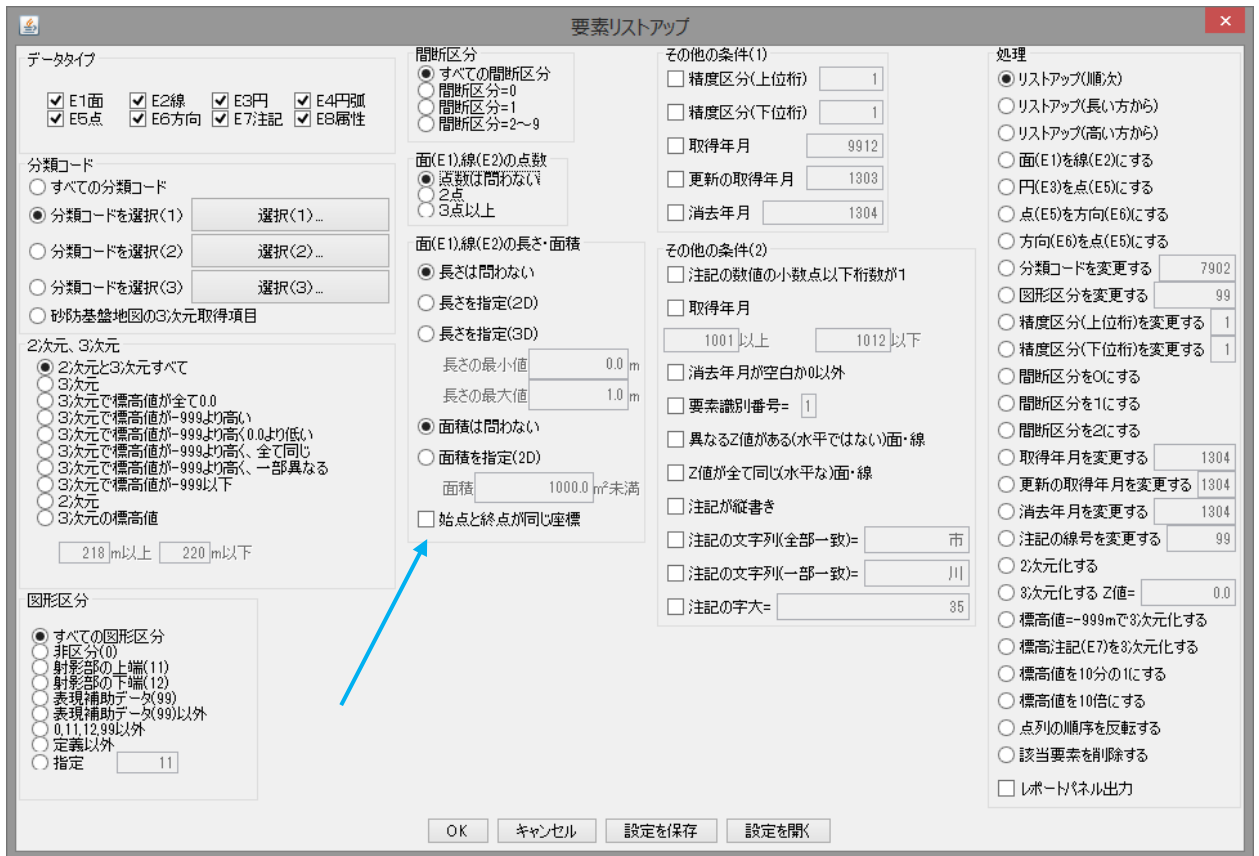 要素リストアップ
データタイプ
E1面 E2線 E3円 E4円弧
E5点 E6方向 E7注記 E8属性
分類コード
すべての分類コード
分類コードを選択(1) 選択(1)...
分類コードを選択(2) 選択(2)...
分類コードを選択(3) 選択(3)...
砂防基盤地図の3次元取得項目
2次元、3次元
2次元と3次元すべて
3次元
3次元で標高値が全て0.0
3次元で標高値が-999より高い
3次元で標高値が-999より高く0.0より低い
3次元で標高値が-999より高く、全て同じ
3次元で標高値が-999より高く、一部異なる
3次元で標高値が-999以下
2次元
3次元の標高値
218 m以上 220 m以下
図形区分
すべての図形区分
非区分(0)
射影部の上端(11)
射影部の下端(12)
表現補助データ(99)
表現補助データ(99)以外
0,11,12,99以外
定義以外
指定 11
間断区分
すべての間断区分
間断区分=0
間断区分=1
間断区分=2～9
面(E1),線(E2)の点数
点数は問わない
2点
3点以上
面(E1),線(E2)の長さ・面積
長さは問わない
長さを指定(2D)
長さを指定(3D)
長さの最小値 0.0 m
長さの最大値 1.0 m
面積は問わない
面積を指定(2D)
面積 1000.0 m²未満
始点と終点が同じ座標
その他の条件(1)
精度区分(上位桁) 1
精度区分(下位桁) 1
取得年月 9912
更新の取得年月 1303
消去年月 1304
その他の条件(2)
注記の数値の小数点以下桁数が1
取得年月
1001 以上 1012 以下
消去年月が空白か0以外
要素識別番号= 1
異なるZ値がある(水平ではない)面・線
Z値が全て同じ(水平な)面・線
注記が縦書き
注記の文字列(全部一致)= 市
注記の文字列(一部一致)= 川
注記の字大= 35
処理
リストアップ(順次)
リストアップ(長い方から)
リストアップ(高い方から)
面(E1)を線(E2)にする
円(E3)を点(E5)にする
点(E5)を方向(E6)にする
方向(E6)を点(E5)にする
分類コードを変更する 7902
図形区分を変更する 99
精度区分(上位桁)を変更する 1
精度区分(下位桁)を変更する 1
間断区分を0にする
間断区分を1にする
間断区分を2にする
取得年月を変更する 1304
更新の取得年月を変更する 1304
消去年月を変更する 1304
注記の線号を変更する 99
2次元化する
3次元化する Z値= 0.0
標高値=-999mで3次元化する
標高注記(E7)を3次元化する
標高値を10分の1にする
標高値を10倍にする
点列の順序を反転する
該当要素を削除する
レポートパネル出力
OK キャンセル 設定を保存 設定を開く